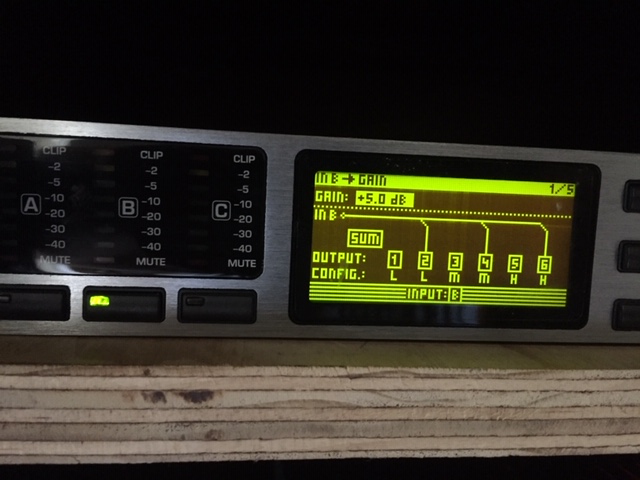 CLIP CLIP CLIP
-2 -2 -2
-5 -5 -5
-10 -10 -10
A B C
-20 -20 -20
-30 -30 -30
-40 -40 -40
MUTE MUTE MUTE
IN B → GAIN 1/5
GAIN: +5.0 dB
IN B
SUM
OUTPUT: 1 2 3 4 5 6
CONFIG.: L L M M H H
INPUT: B